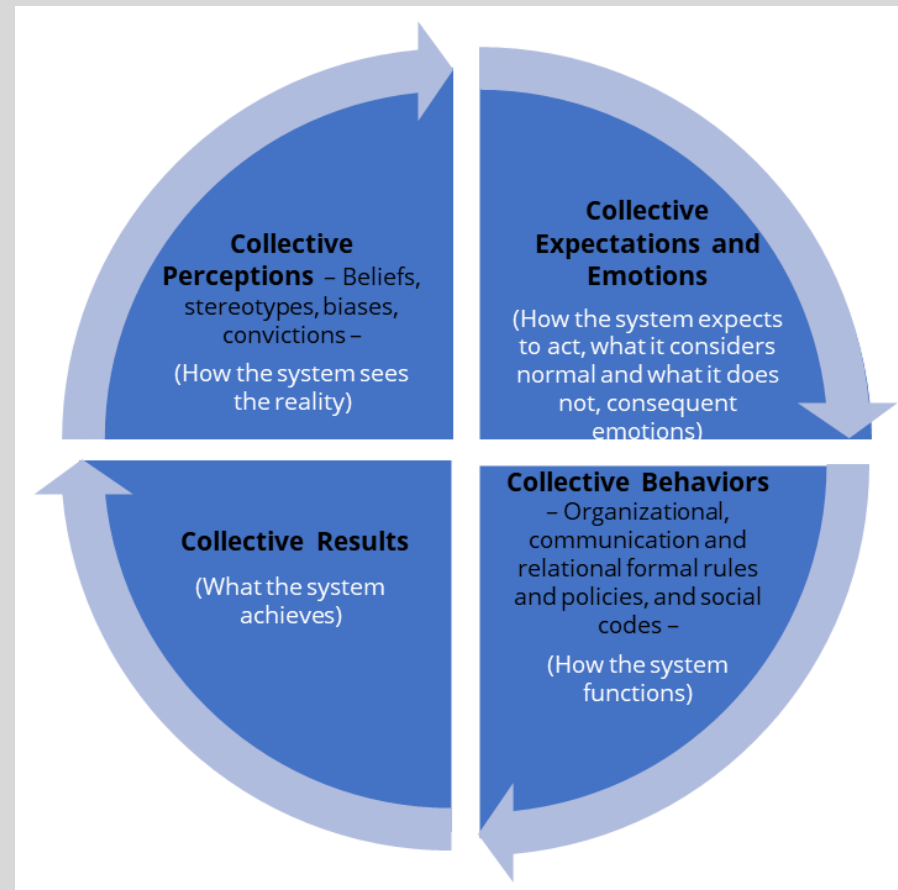 Collective
Perceptions – Beliefs,
stereotypes, biases,
convictions –
(How the system sees
the reality)
Collective
Expectations and
Emotions
(How the system expects
to act, what it considers
normal and what it does
not, consequent
emotions)
Collective Behaviors
– Organizational,
communication and
relational formal rules
and policies, and social
codes –
(How the system
functions)
Collective Results
(What the system
achieves)